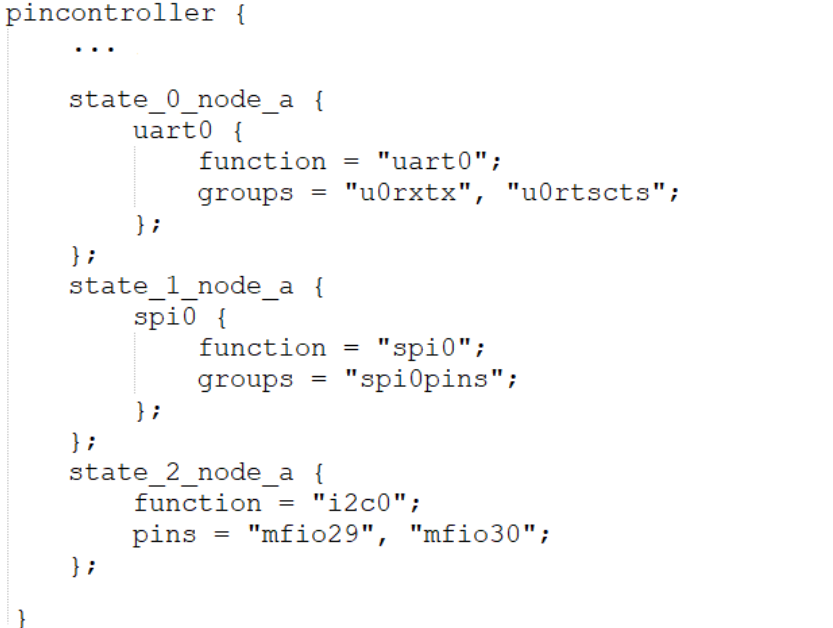 pincontroller {
...
state_0_node_a {
uart0 {
function = "uart0";
groups = "u0rxtx", "u0rtscts";
};
};
state_1_node_a {
spi0 {
function = "spi0";
groups = "spi0pins";
};
};
state_2_node_a {
function = "i2c0";
pins = "mfio29", "mfio30";
};
}